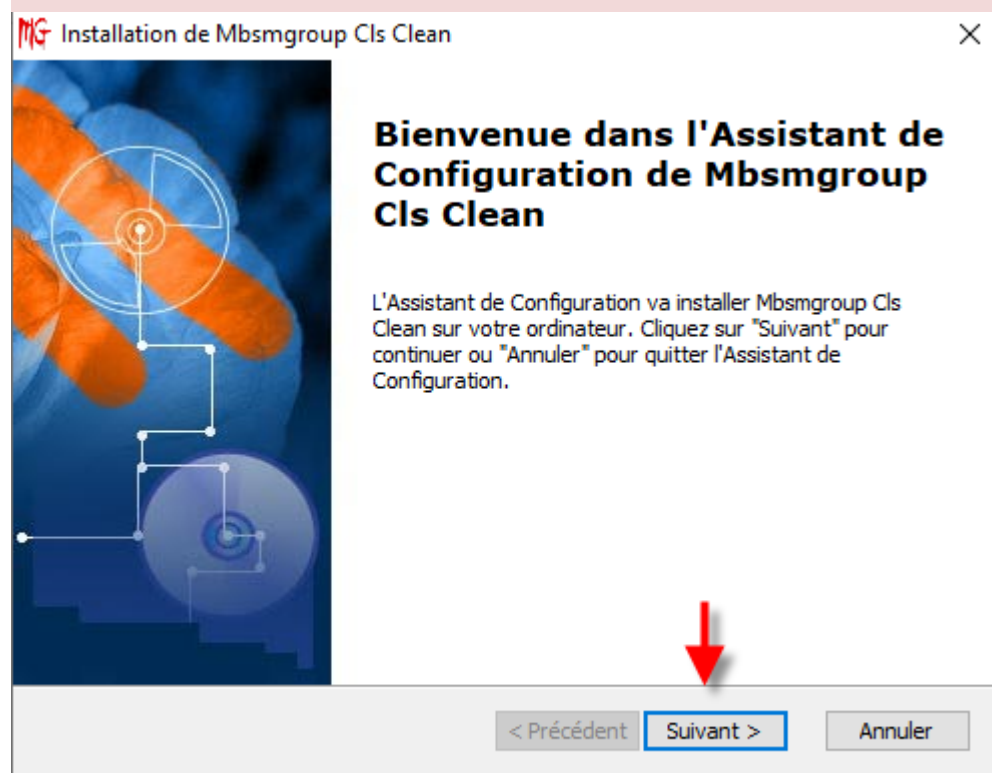 MG Installation de Mbsmgroup Cls Clean
Bienvenue dans l'Assistant de
Configuration de Mbsmgroup
Cls Clean
L'Assistant de Configuration va installer Mbsmgroup Cls
Clean sur votre ordinateur. Cliquez sur "Suivant" pour
continuer ou "Annuler" pour quitter l'Assistant de
Configuration.
< Précédent Suivant > Annuler